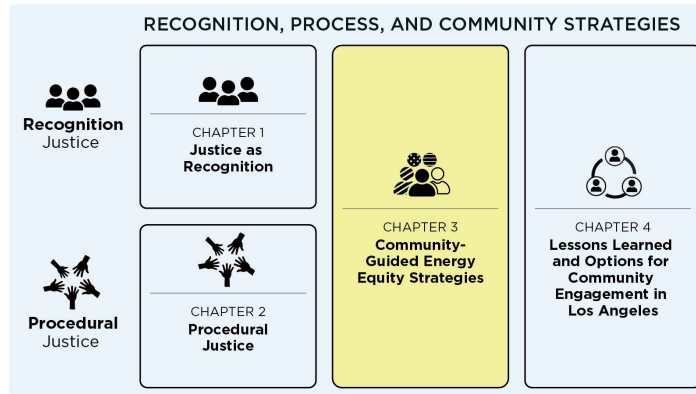 RECOGNITION, PROCESS, AND COMMUNITY STRATEGIES
Recognition
Justice
CHAPTER 1
Justice as
Recognition
Procedural
Justice
CHAPTER 2
Procedural
Justice
CHAPTER 3
Community-
Guided Energy
Equity Strategies
CHAPTER 4
Lessons Learned
and Options for
Community
Engagement in
Los Angeles